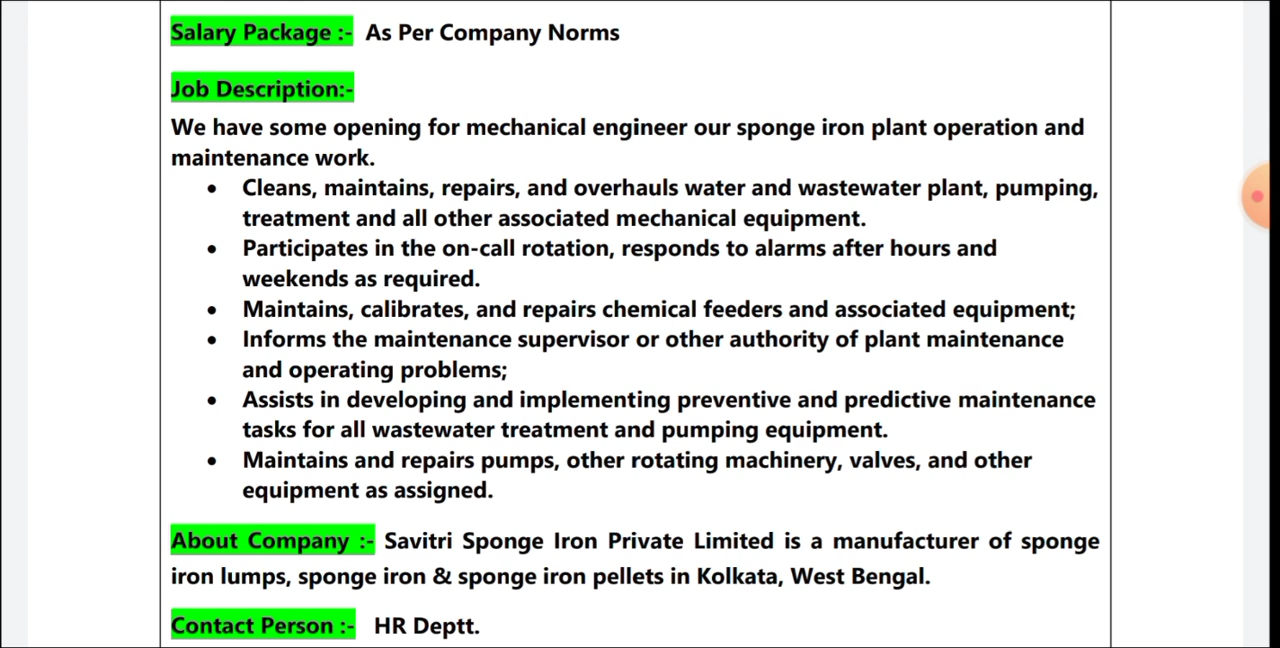 Salary Package :- As Per Company Norms
Job Description:-
We have some opening for mechanical engineer our sponge iron plant operation and
maintenance work.
• Cleans, maintains, repairs, and overhauls water and wastewater plant, pumping,
treatment and all other associated mechanical equipment.
• Participates in the on-call rotation, responds to alarms after hours and
weekends as required.
• Maintains, calibrates, and repairs chemical feeders and associated equipment;
• Informs the maintenance supervisor or other authority of plant maintenance
and operating problems;
• Assists in developing and implementing preventive and predictive maintenance
tasks for all wastewater treatment and pumping equipment.
• Maintains and repairs pumps, other rotating machinery, valves, and other
equipment as assigned.
About Company :- Savitri Sponge Iron Private Limited is a manufacturer of sponge
iron lumps, sponge iron & sponge iron pellets in Kolkata, West Bengal.
Contact Person :- HR Deptt.